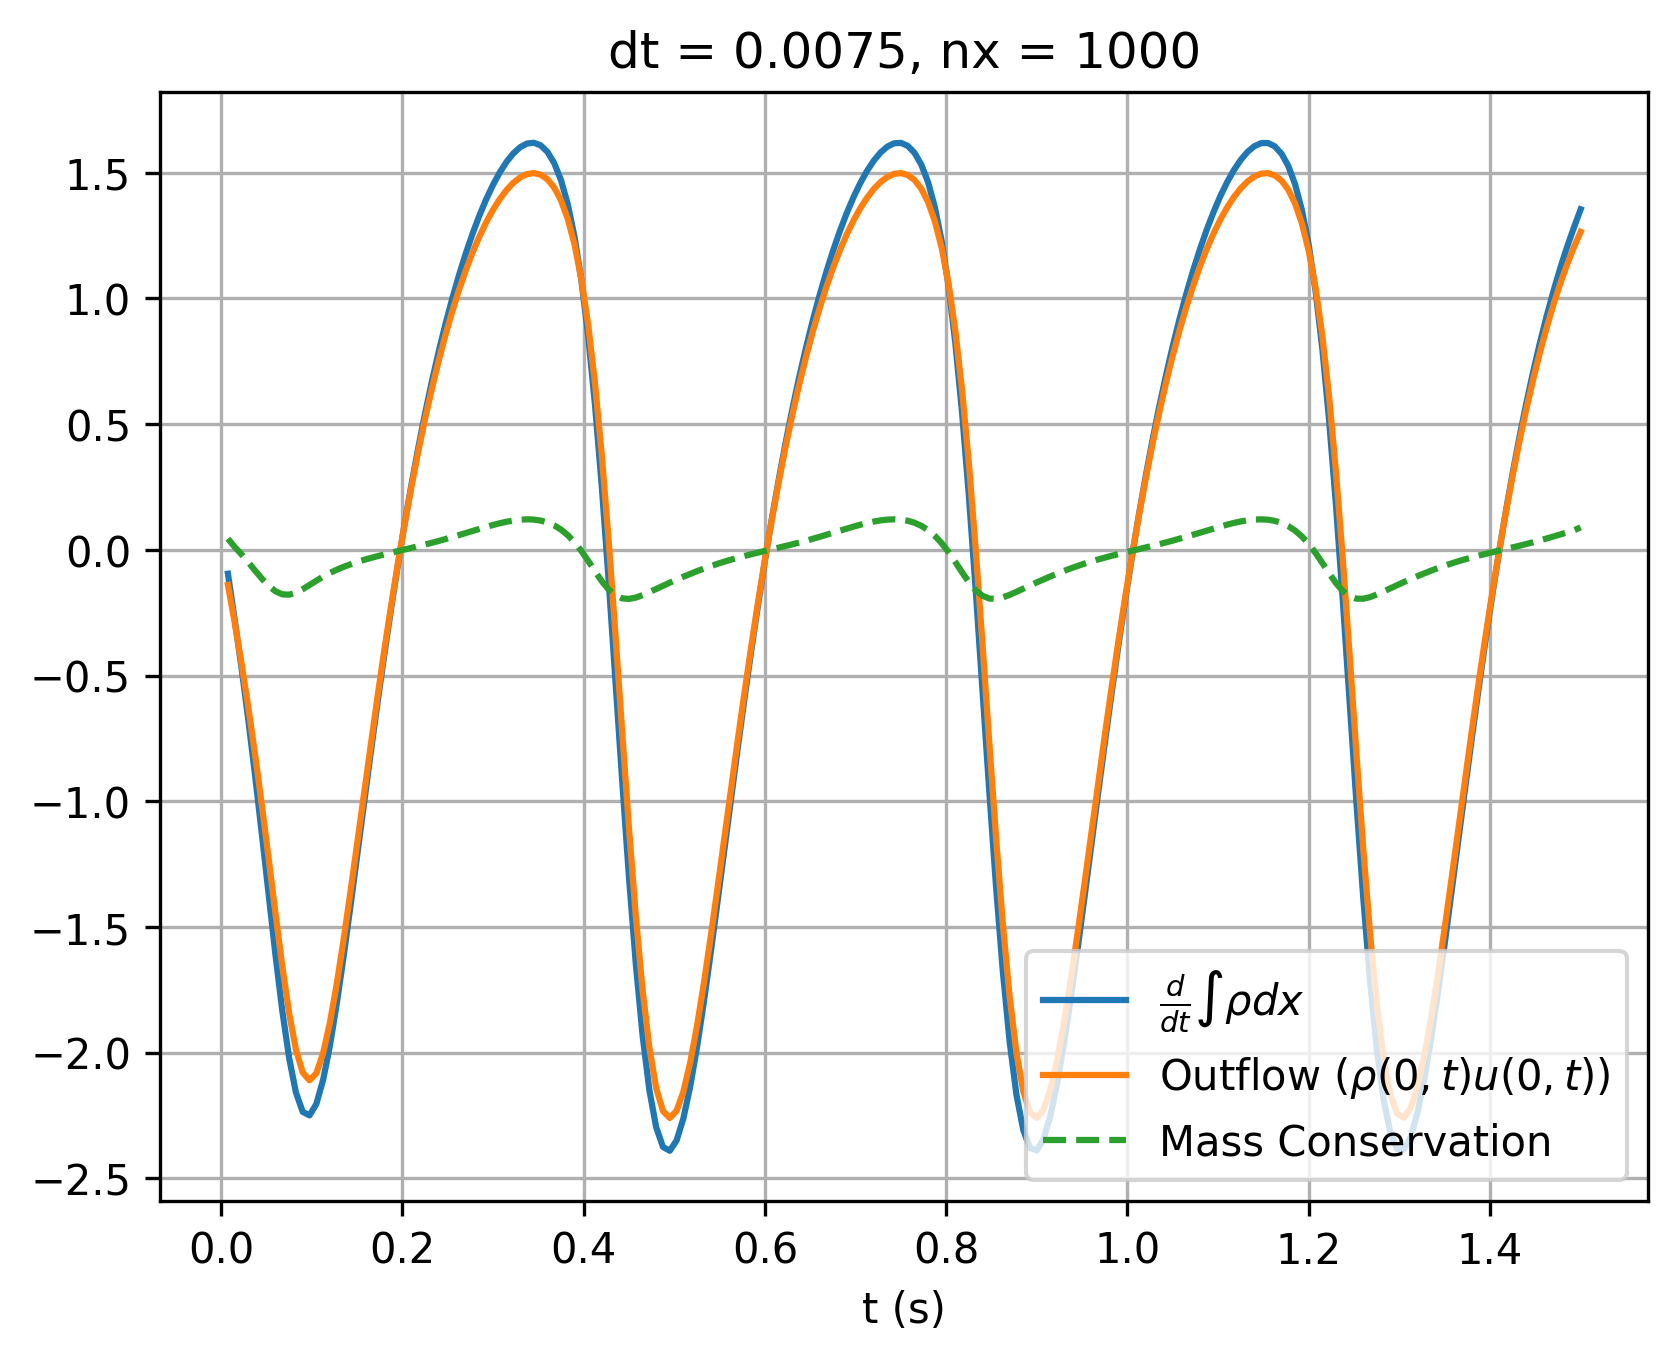 dt = 0.0075, nx = 1000
1.5
1.0
0.5
0.0
−0.5
−1.0
−1.5
−2.0
−2.5
d/dt ∫ρdx
Outflow (ρ(0, t)u(0, t))
Mass Conservation
0.0 0.2 0.4 0.6 0.8 1.0 1.2 1.4
t (s)